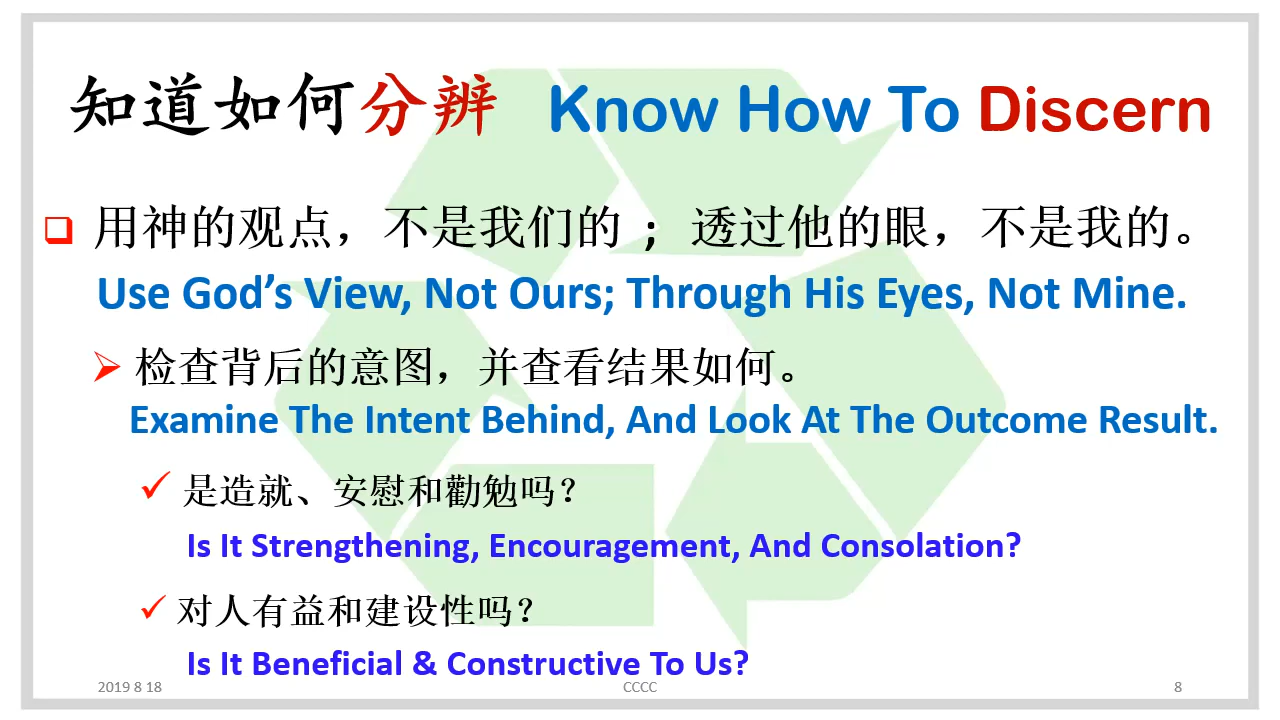 知道如何分辨 Know How To Discern
用神的观点，不是我们的 ；透过他的眼，不是我的。
Use God’s View, Not Ours; Through His Eyes, Not Mine.
检查背后的意图，并查看结果如何。
Examine The Intent Behind, And Look At The Outcome Result.
是造就、安慰和勸勉吗？
Is It Strengthening, Encouragement, And Consolation?
对人有益和建设性吗？
Is It Beneficial & Constructive To Us?
2019 8 18 CCCC 8